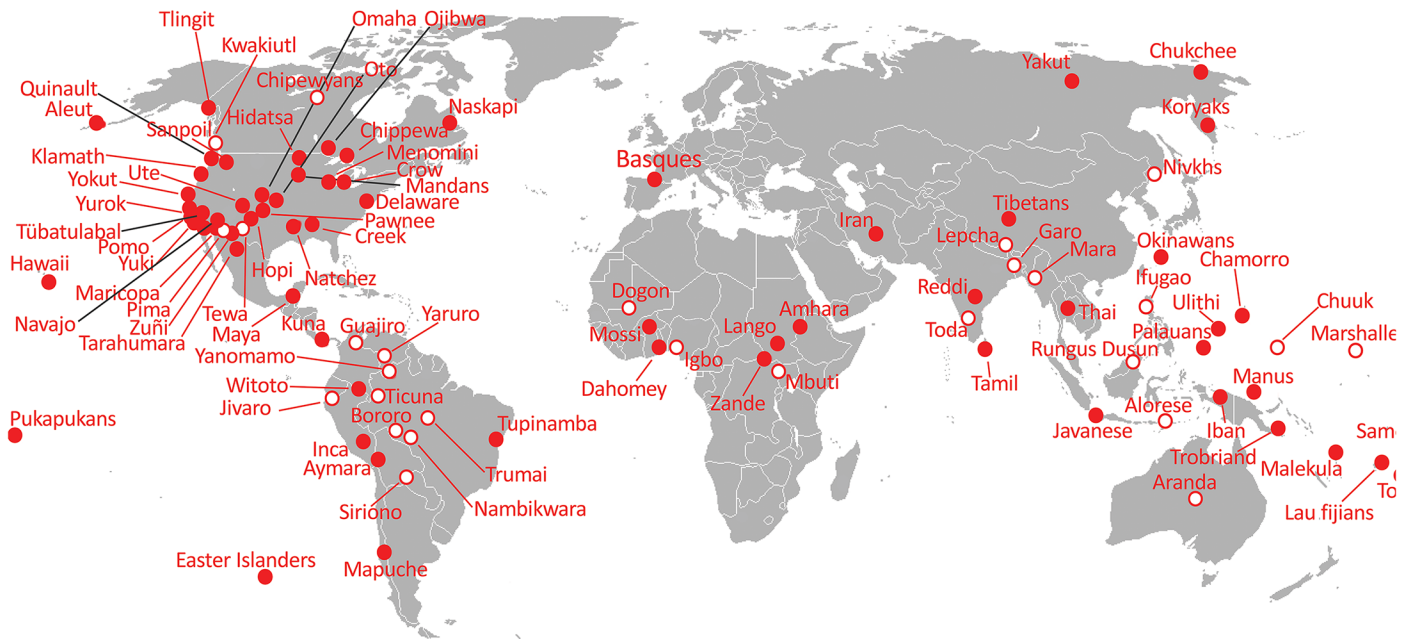 Tlingit
Omaha
Ojibwa
Kwakiutl
Oto
Chipewyans
Quinault
Aleut
Hidatsa
Naskapi
Sanpoil
Chippewa
Klamath
Menomini
Ute
Crow
Yokut
Mandans
Yurok
Delaware
Pawnee
Tübatulabal
Creek
Pomo
Yuki
Hawaii
Hopi
Natchez
Maricopa
Pima
Tewa
Navajo
Zuñi
Maya
Tarahumara
Kuna
Guajiro
Yaruro
Yanomamo
Witoto
Ticuna
Jivaro
Bororo
Pukapukans
Tupinamba
Inca
Aymara
Trumai
Siriono
Nambikwara
Easter Islanders
Mapuche
Basques
Iran
Dogon
Mossi
Lango
Amhara
Igbo
Dahomey
Mbuti
Zande
Yakut
Chukchee
Koryaks
Nivkhs
Tibetans
Lepcha
Garo
Mara
Okinawans
Chamorro
Reddi
Ifugao
Ulithi
Chuuk
Toda
Thai
Palauans
Marshalle
Rungus Dusun
Tamil
Manus
Alorese
Javanese
Iban
Sam
Trobriand
Malekula
Aranda
To
Lau fijians